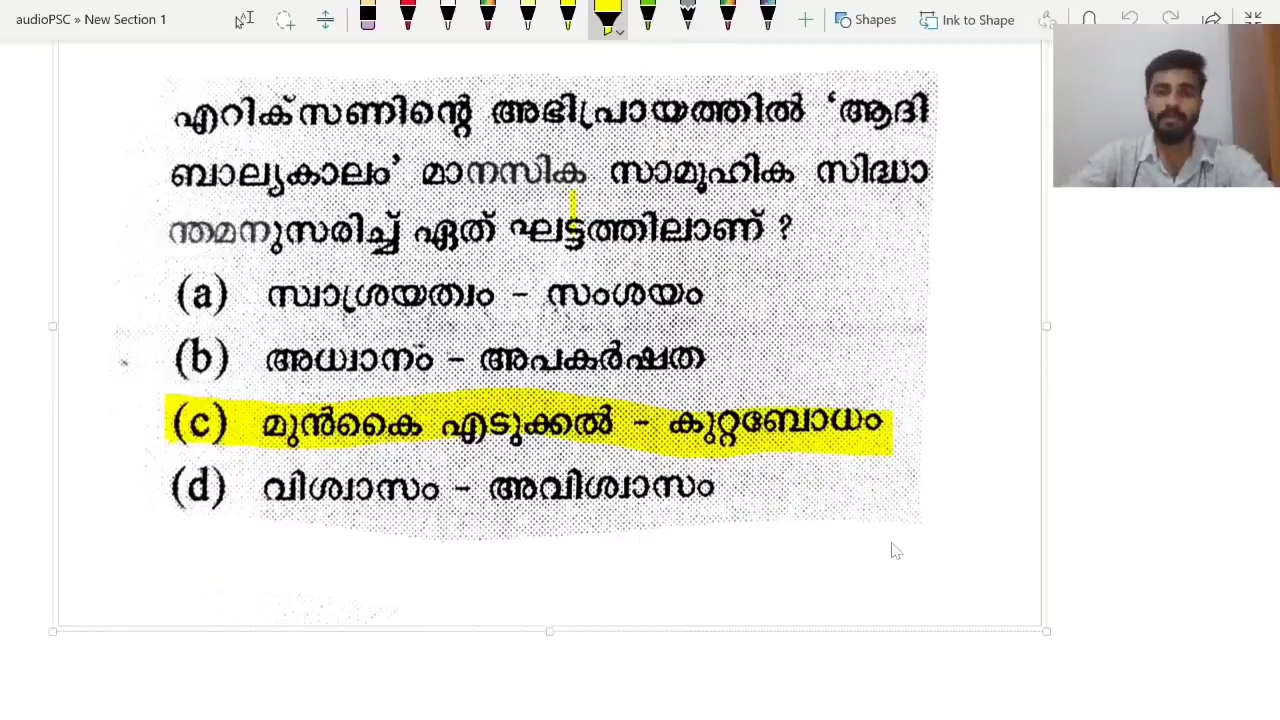 audioPSC » New Section 1
Shapes
Ink to Shape
എറിക്സണിന്റെ അഭിപ്രായത്തിൽ ‘ആദി
ബാല്യകാലം’ മാനസിക സാമൂഹിക സിദ്ധാ
ന്തമനുസരിച്ച് ഏത് ഘട്ടത്തിലാണ് ?
(a) സ്വാശ്രയത്വം – സംശയം
(b) അധ്വാനം – അപകർഷത
(c) മുൻകൈ എടുക്കൽ – കുറ്റബോധം
(d) വിശ്വാസം – അവിശ്വാസം